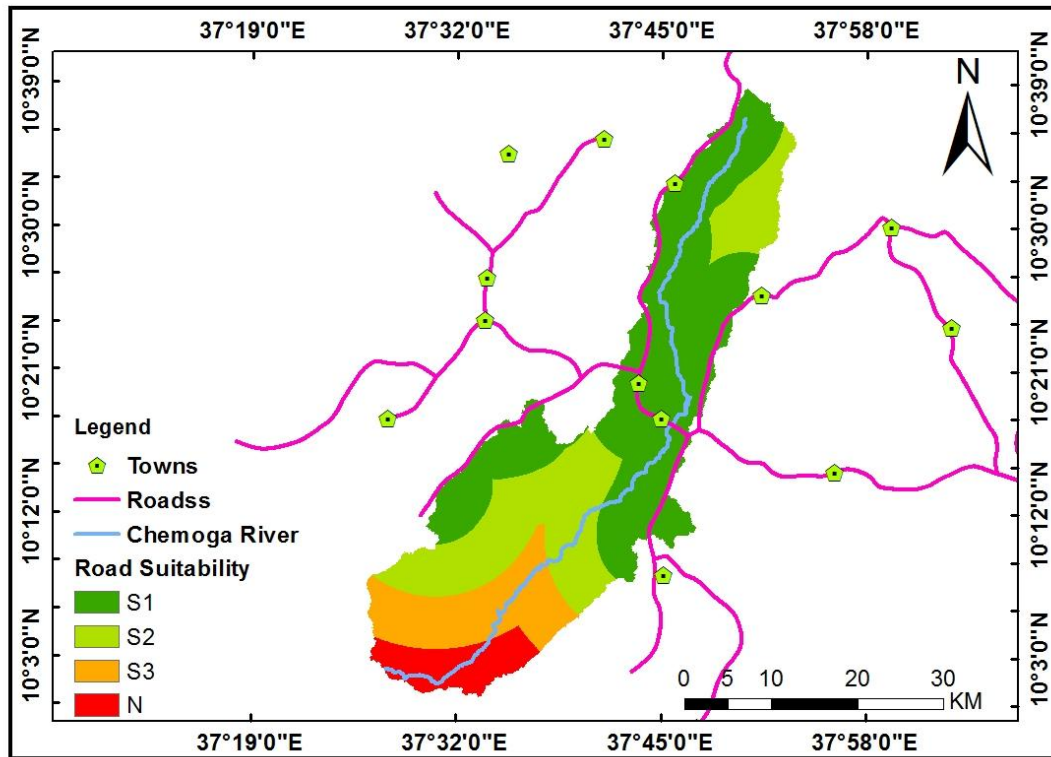 37°19'0"E 37°32'0"E 37°45'0"E 37°58'0"E
10°39'0"N 10°39'0"N
N
10°30'0"N 10°30'0"N
10°21'0"N 10°21'0"N
10°12'0"N 10°12'0"N
10°3'0"N 10°3'0"N
Legend
Towns
Roadss
Chemoga River
Road Suitability
S1
S2
S3
N
0 5 10 20 30
KM
37°19'0"E 37°32'0"E 37°45'0"E 37°58'0"E